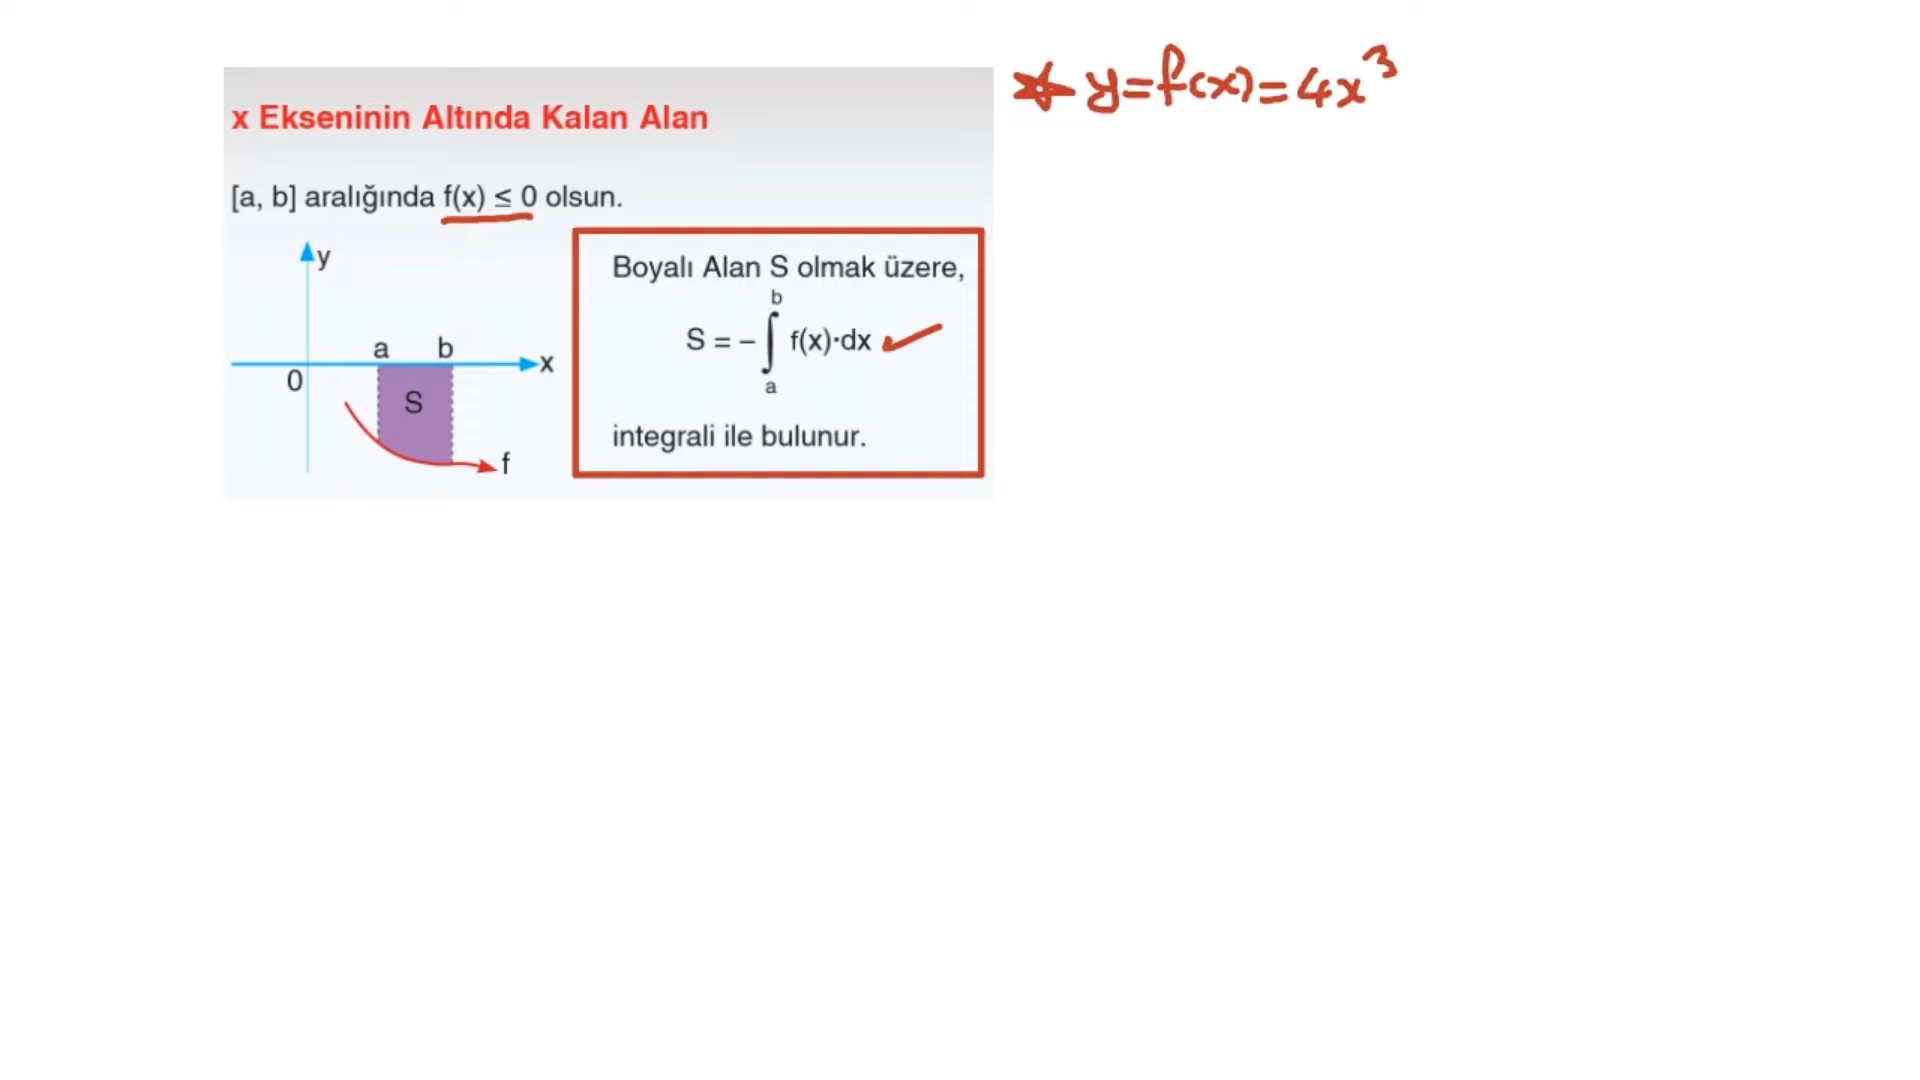 x Ekseninin Altında Kalan Alan
[a, b] aralığında f(x) ≤ 0 olsun.
y
a b
x
0
S
f
Boyalı Alan S olmak üzere,
b
S = – ∫ f(x)·dx
a
integrali ile bulunur.
y=f(x)=4x³